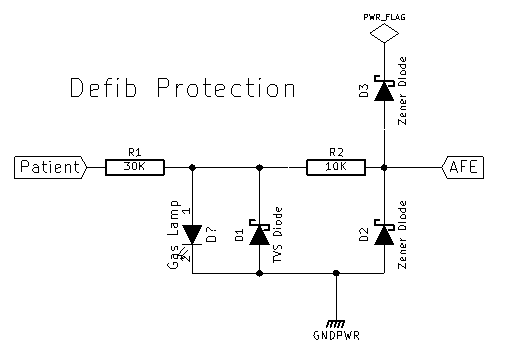 PWR_FLAG
Defib Protection
D3
Zener Diode
Patient
R1
30K
R2
10K
AFE
Gas Lamp
1
2
D?
D1
TVS Diode
D2
Zener Diode
GNDPWR